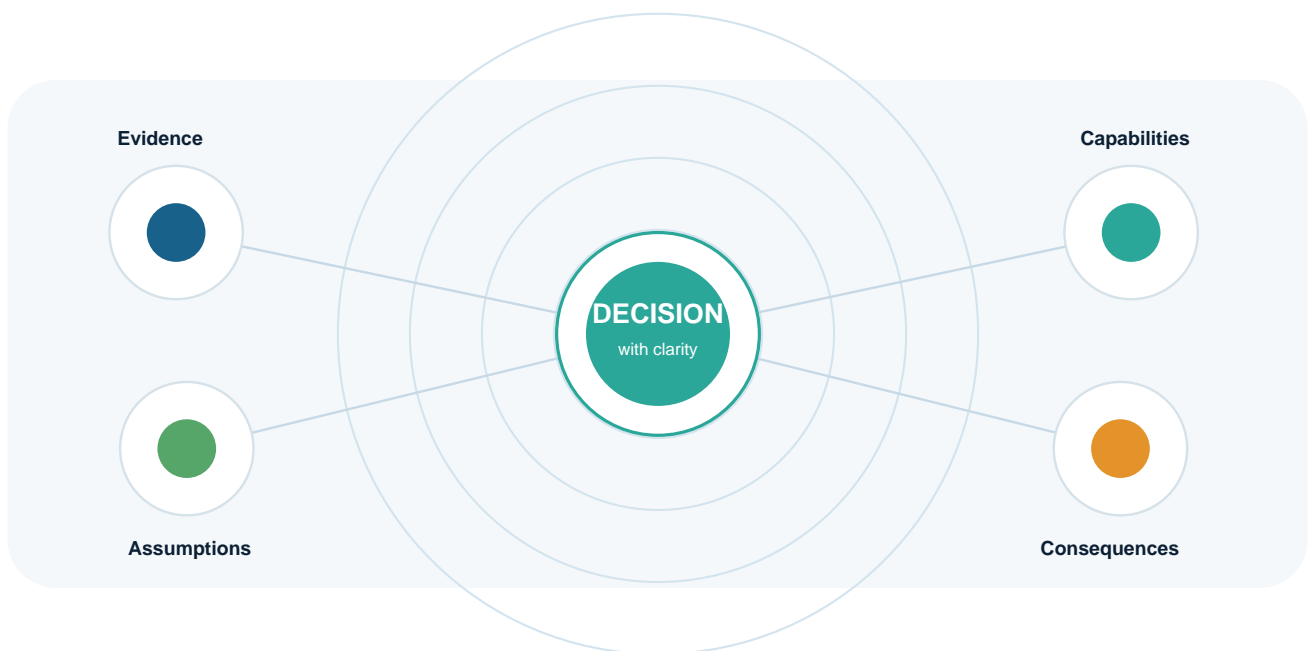 Evidence
Capabilities
DECISION
with clarity
Assumptions
Consequences